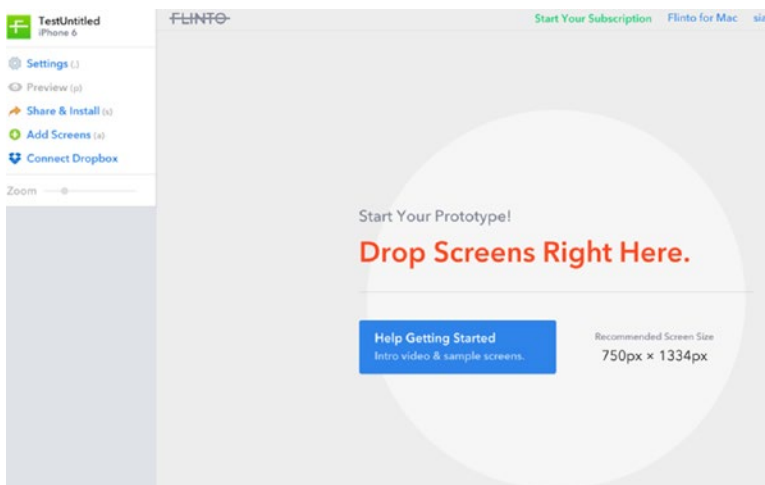 TestUntitled
iPhone 6
Settings (.)
Preview (p)
Share & Install (s)
Add Screens (a)
Connect Dropbox
Zoom
FLINTO
Start Your Subscription Flinto for Mac
Start Your Prototype!
Drop Screens Right Here.
Help Getting Started
Intro video & sample screens.
Recommended Screen Size
750px × 1334px